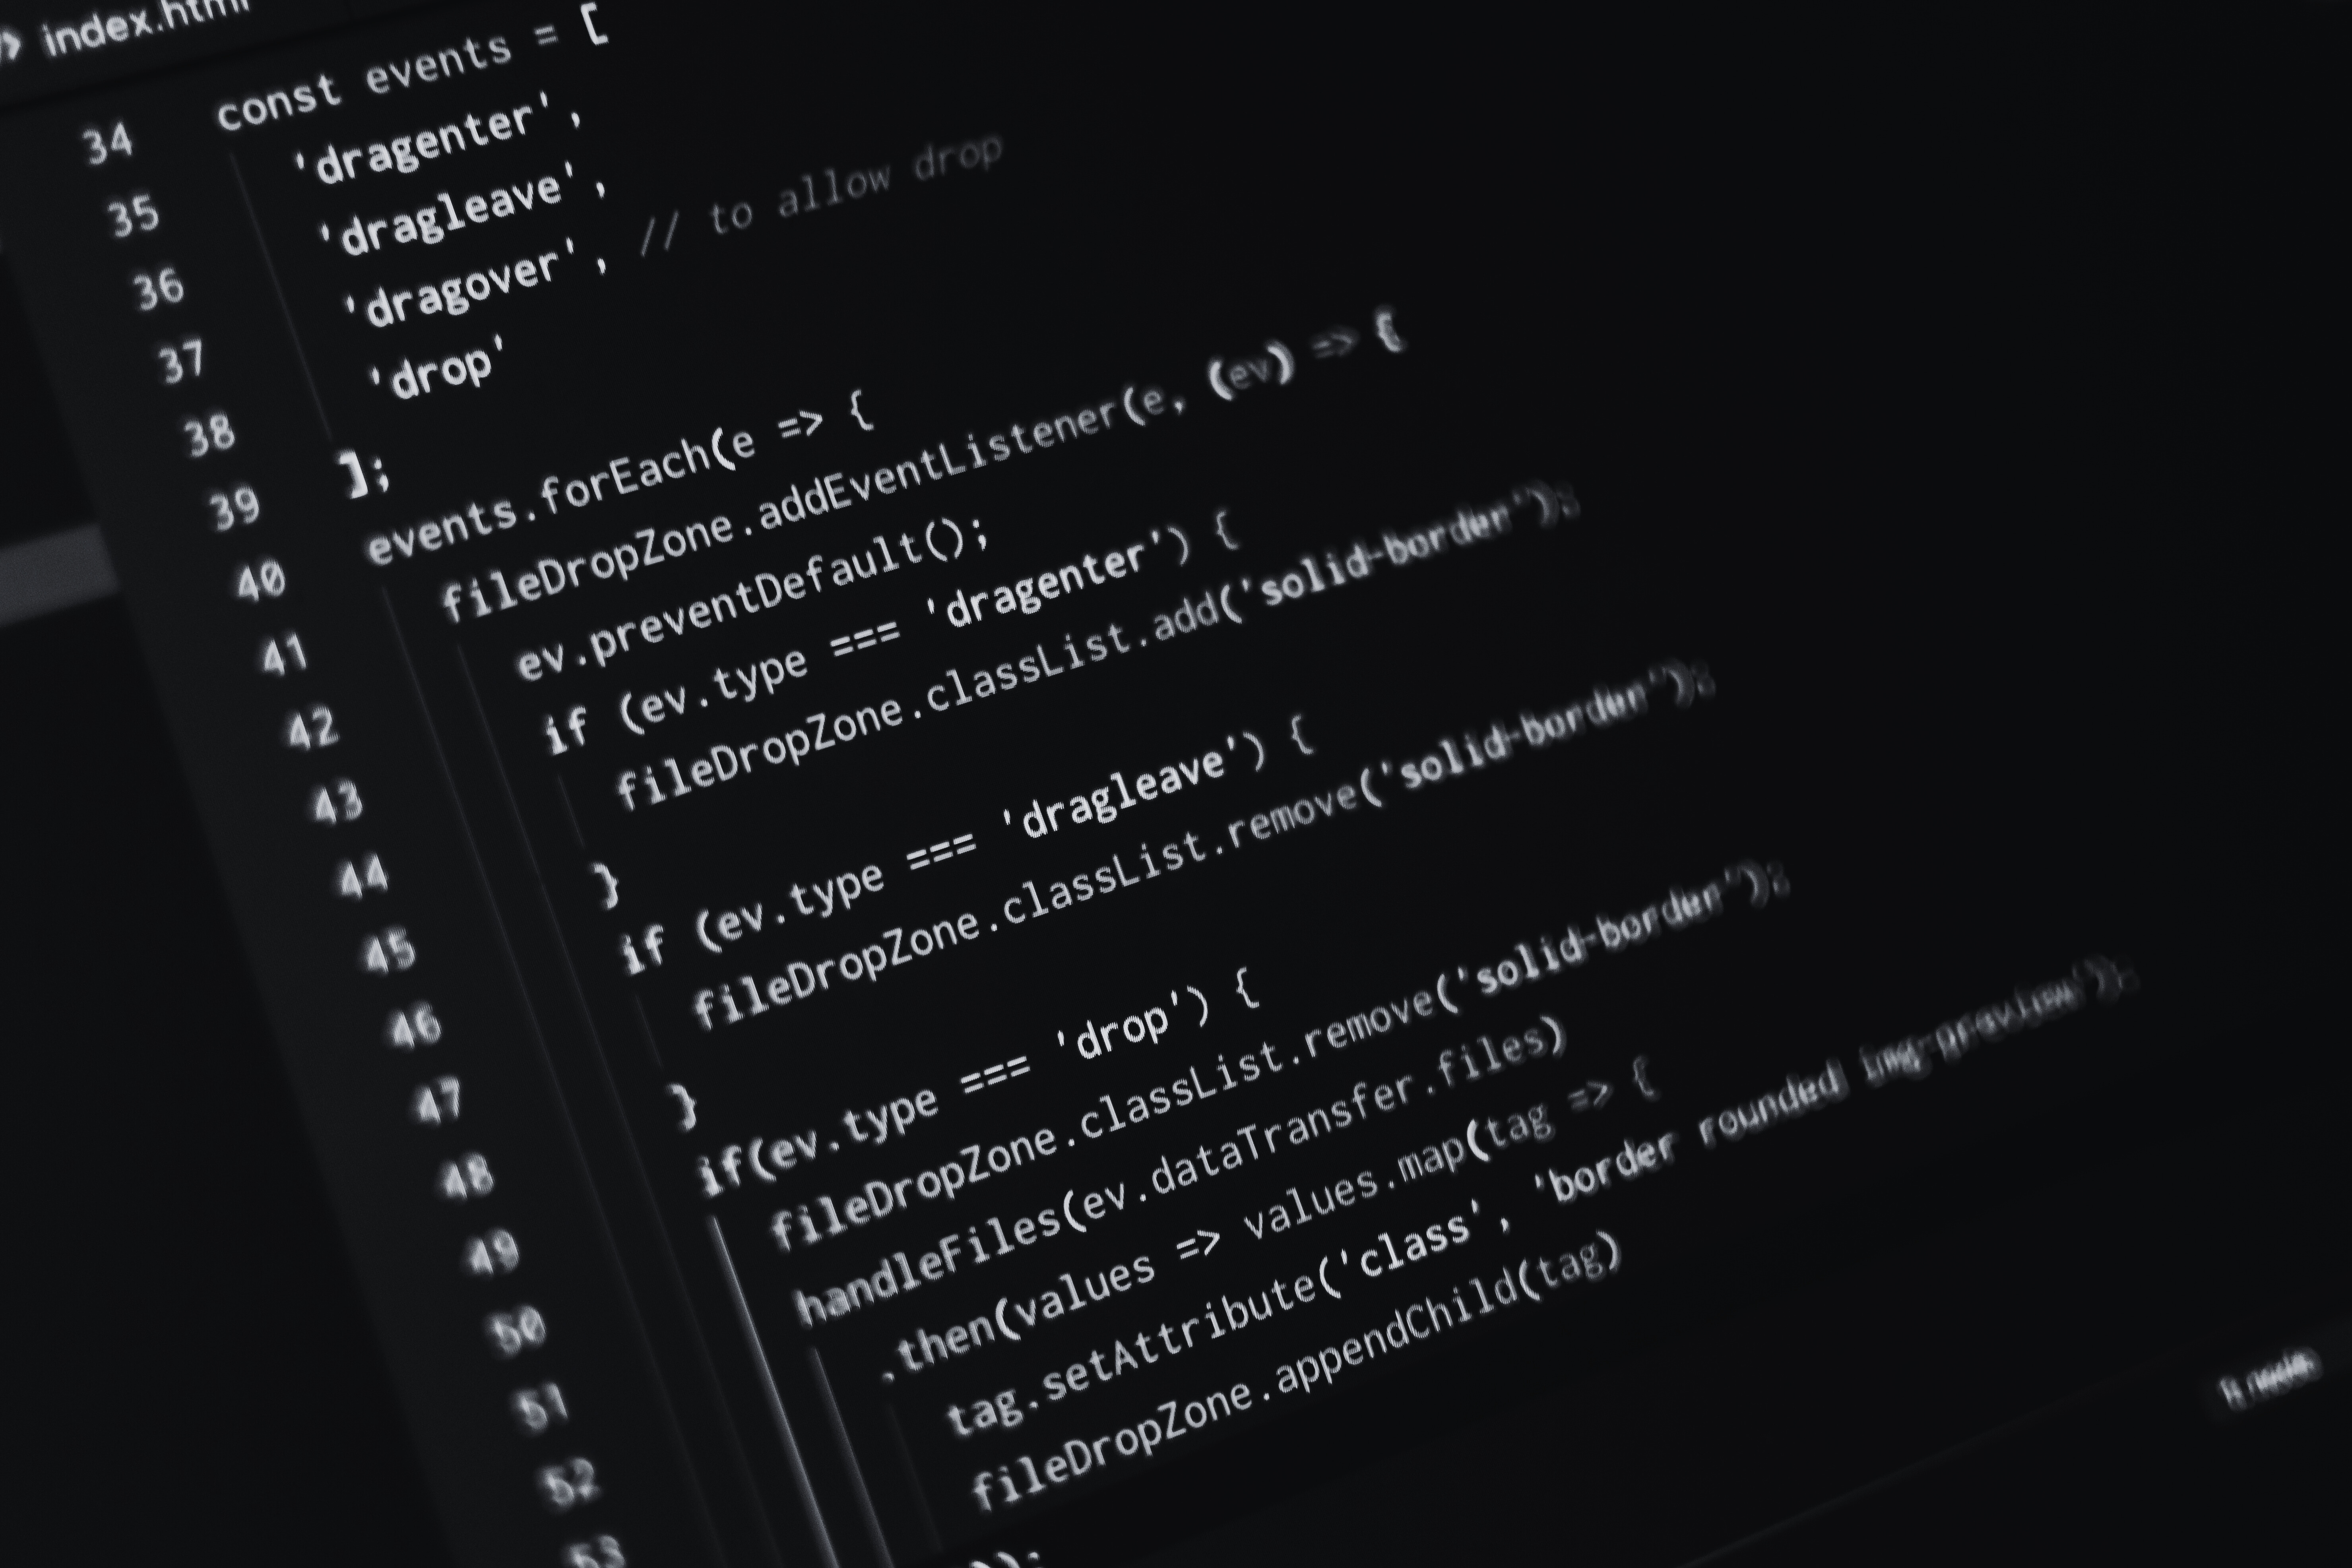 index.html
const events = [
34 'dragenter',
35 'dragleave',
36 'dragover', // to allow drop
37 'drop'
38 ];
39 events.forEach(e => {
40 fileDropZone.addEventListener(e, (ev) => {
41 ev.preventDefault();
42 if (ev.type === 'dragenter') {
43 fileDropZone.classList.add('solid-border');
44 }
45 if (ev.type === 'dragleave') {
46 fileDropZone.classList.remove('solid-border');
47 }
48 if(ev.type === 'drop') {
49 fileDropZone.classList.remove('solid-border');
50 handleFiles(ev.dataTransfer.files)
51 .then(values => values.map(tag => {
52 tag.setAttribute('class', 'border rounded img-preview');
53 fileDropZone.appendChild(tag)
}));